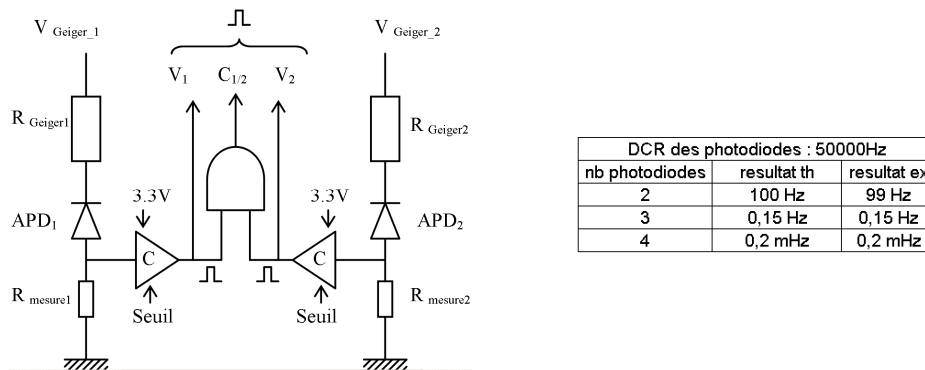 V Geiger_1
V Geiger_2
V1 C1/2 V2
R Geiger1
R Geiger2
3.3V
3.3V
APD1
APD2
C
C
R mesure1
R mesure2
Seuil
Seuil
DCR des photodiodes : 50000Hz
nb photodiodes resultat th resultat ex
2 100 Hz 99 Hz
3 0,15 Hz 0,15 Hz
4 0,2 mHz 0,2 mHz